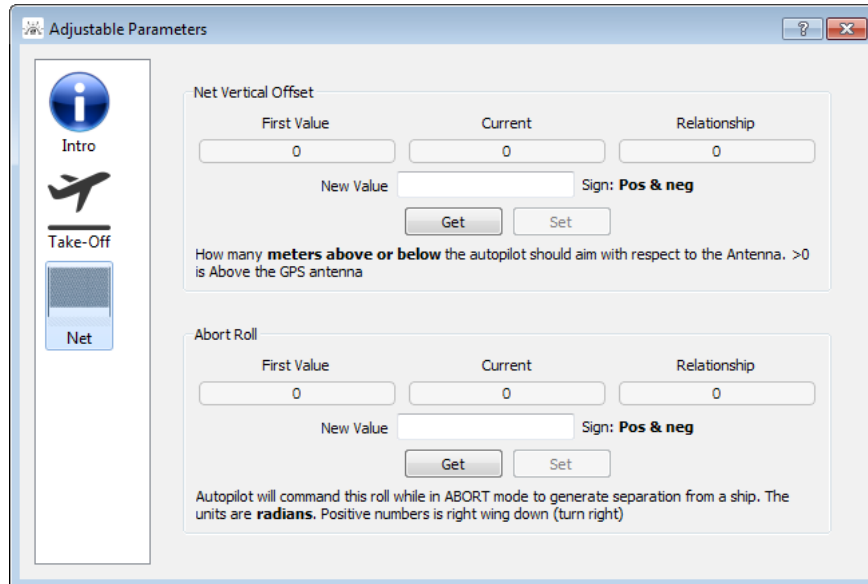 Adjustable Parameters
Intro
Take-Off
Net
Net Vertical Offset
First Value Current Relationship
0 0 0
New Value Sign: Pos & neg
Get Set
How many meters above or below the autopilot should aim with respect to the Antenna. >0
is Above the GPS antenna
Abort Roll
First Value Current Relationship
0 0 0
New Value Sign: Pos & neg
Get Set
Autopilot will command this roll while in ABORT mode to generate separation from a ship. The
units are radians. Positive numbers is right wing down (turn right)